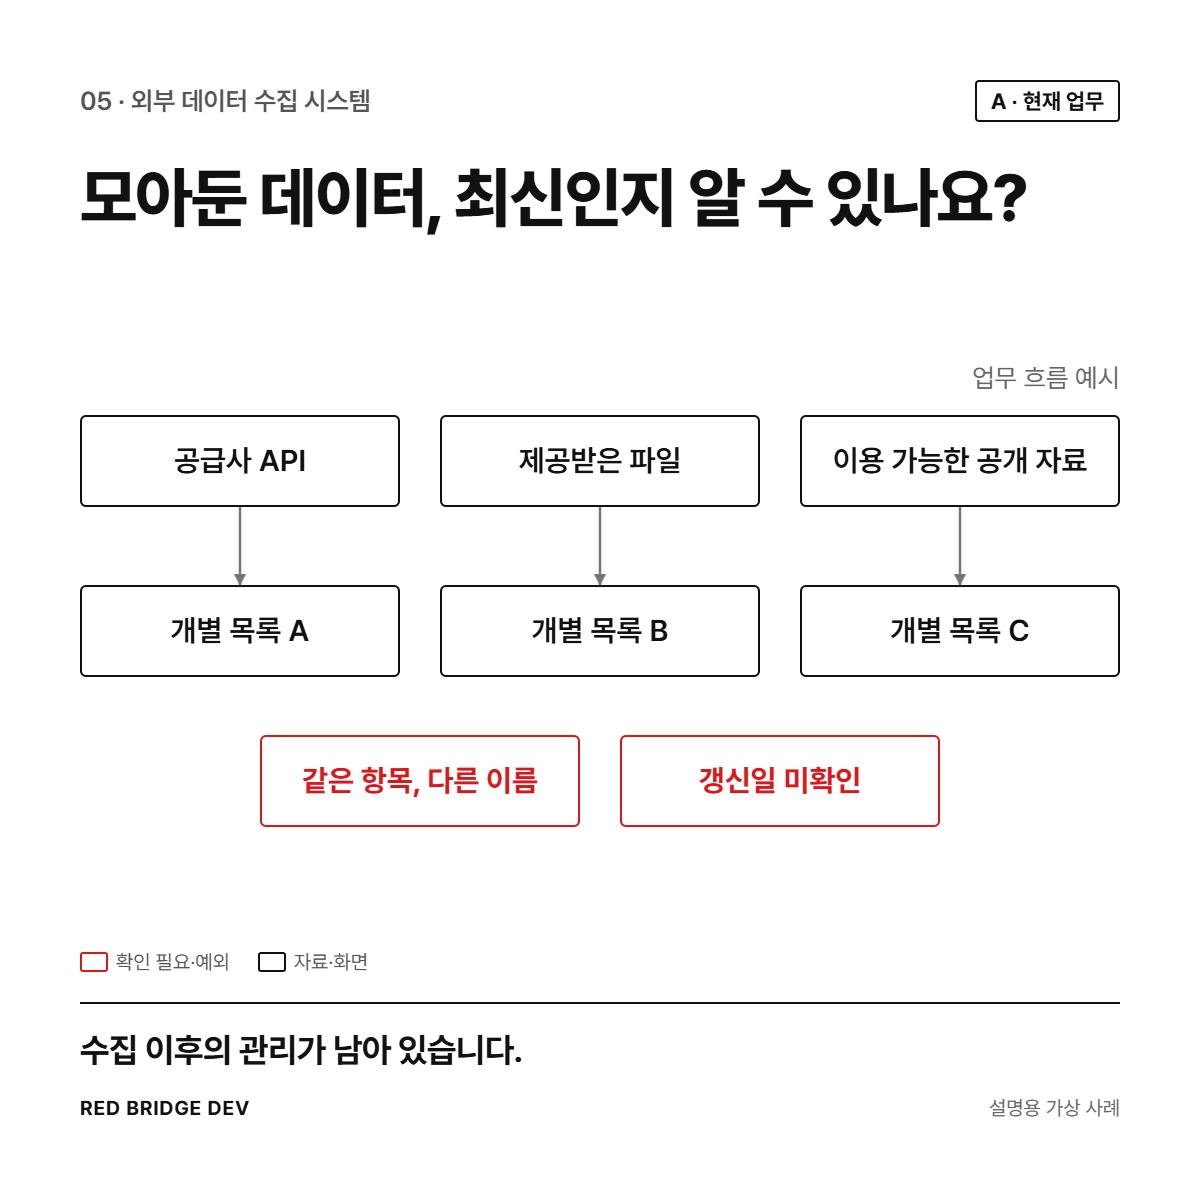 05 · 외부 데이터 수집 시스템
A · 현재 업무
모아둔 데이터, 최신인지 알 수 있나요?
업무 흐름 예시
공급사 API
제공받은 파일
이용 가능한 공개 자료
개별 목록 A
개별 목록 B
개별 목록 C
같은 항목, 다른 이름
갱신일 미확인
확인 필요·예외
자료·화면
수집 이후의 관리가 남아 있습니다.
RED BRIDGE DEV
설명용 가상 사례